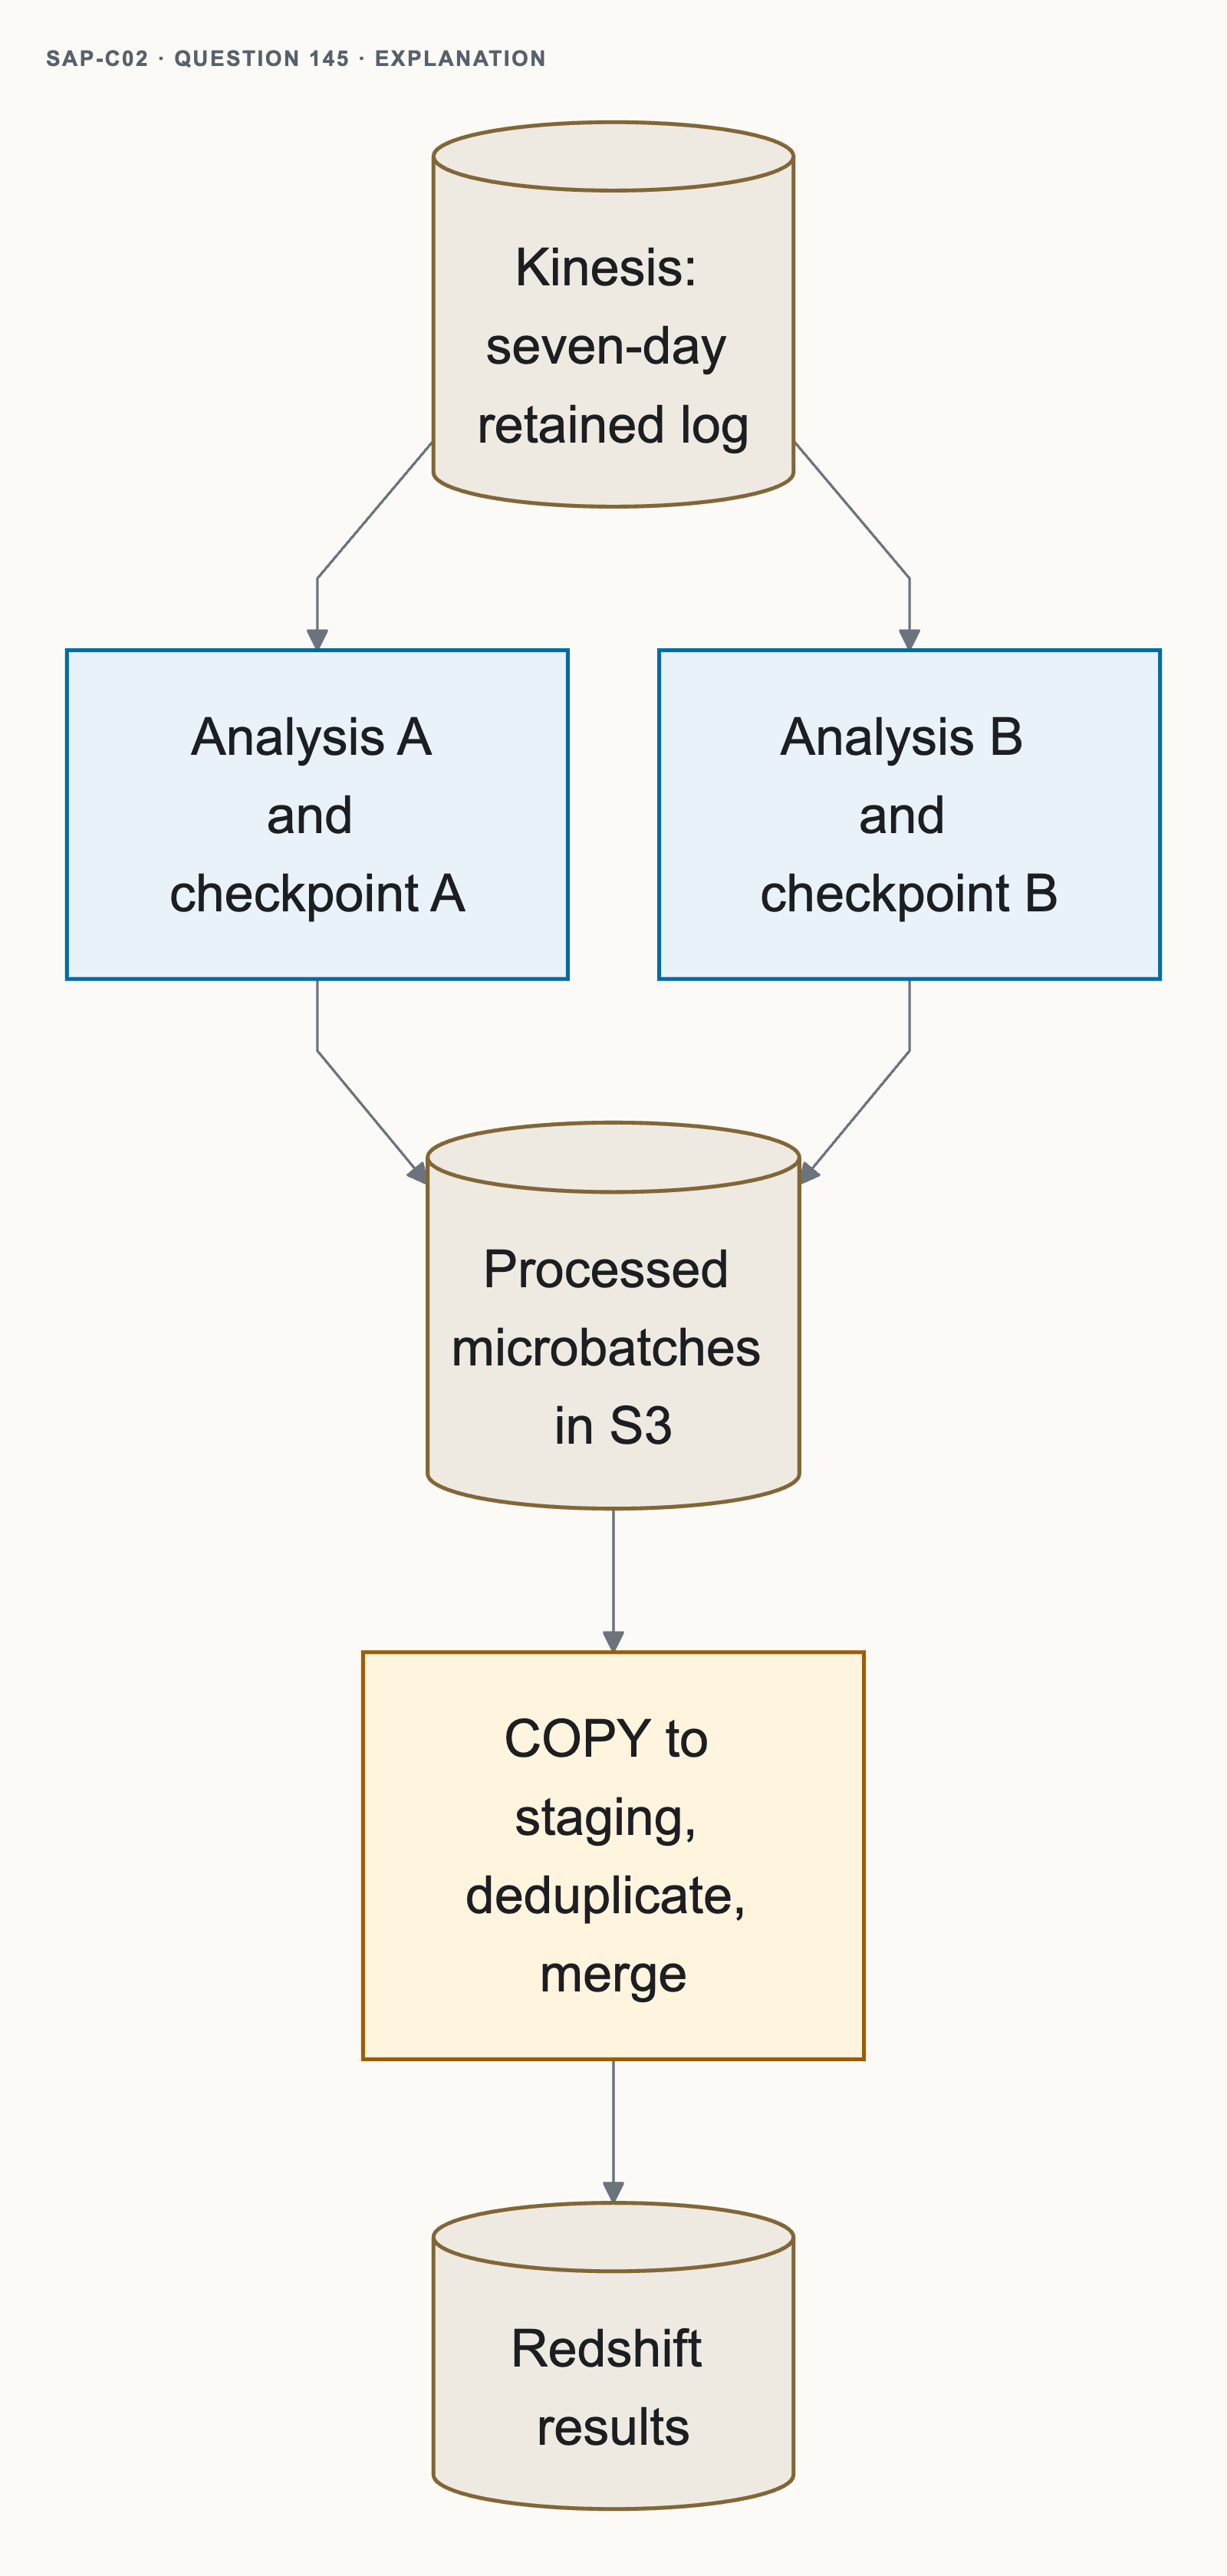 SAP-C02 · QUESTION 145 · EXPLANATION
Kinesis:
seven-day
retained log
Analysis A
and
checkpoint A
Analysis B
and
checkpoint B
Processed
microbatches
in S3
COPY to
staging,
deduplicate,
merge
Redshift
results